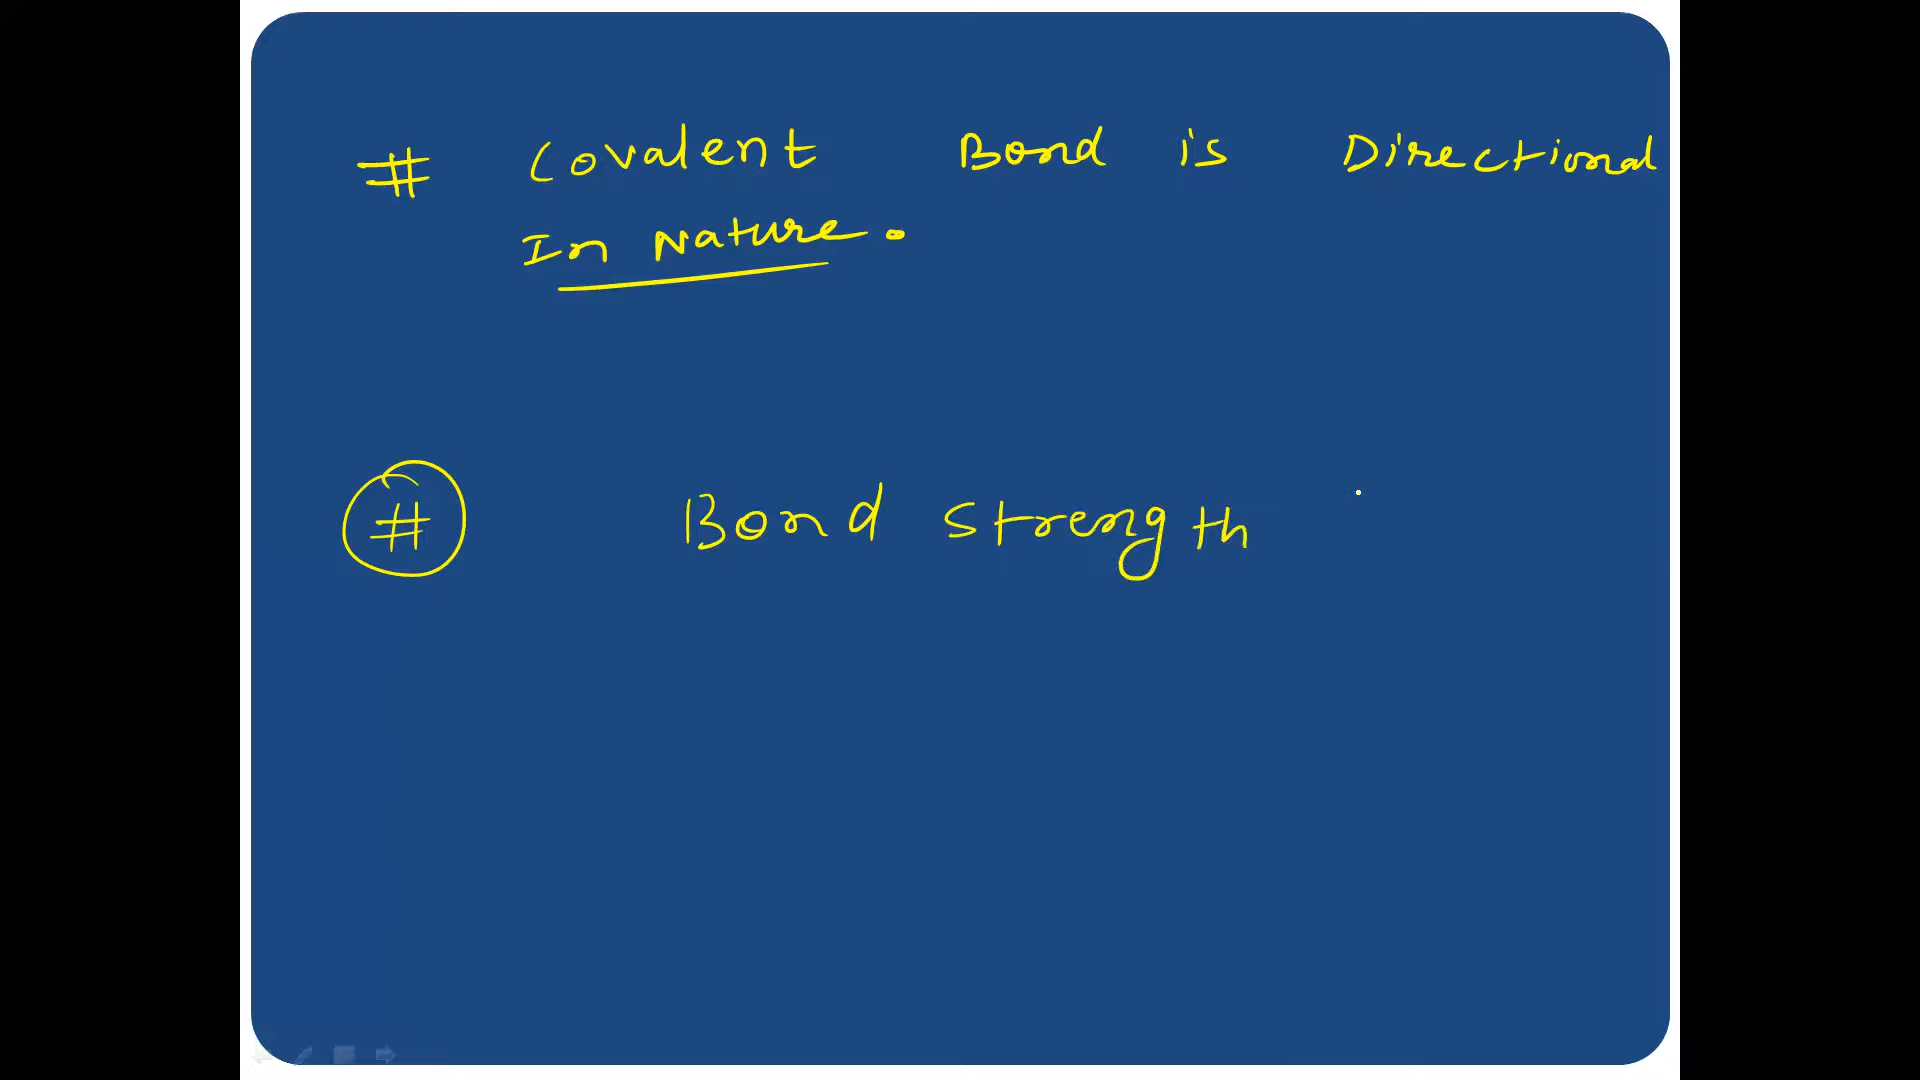 # Covalent Bond is Directional
In Nature.
# Bond strength